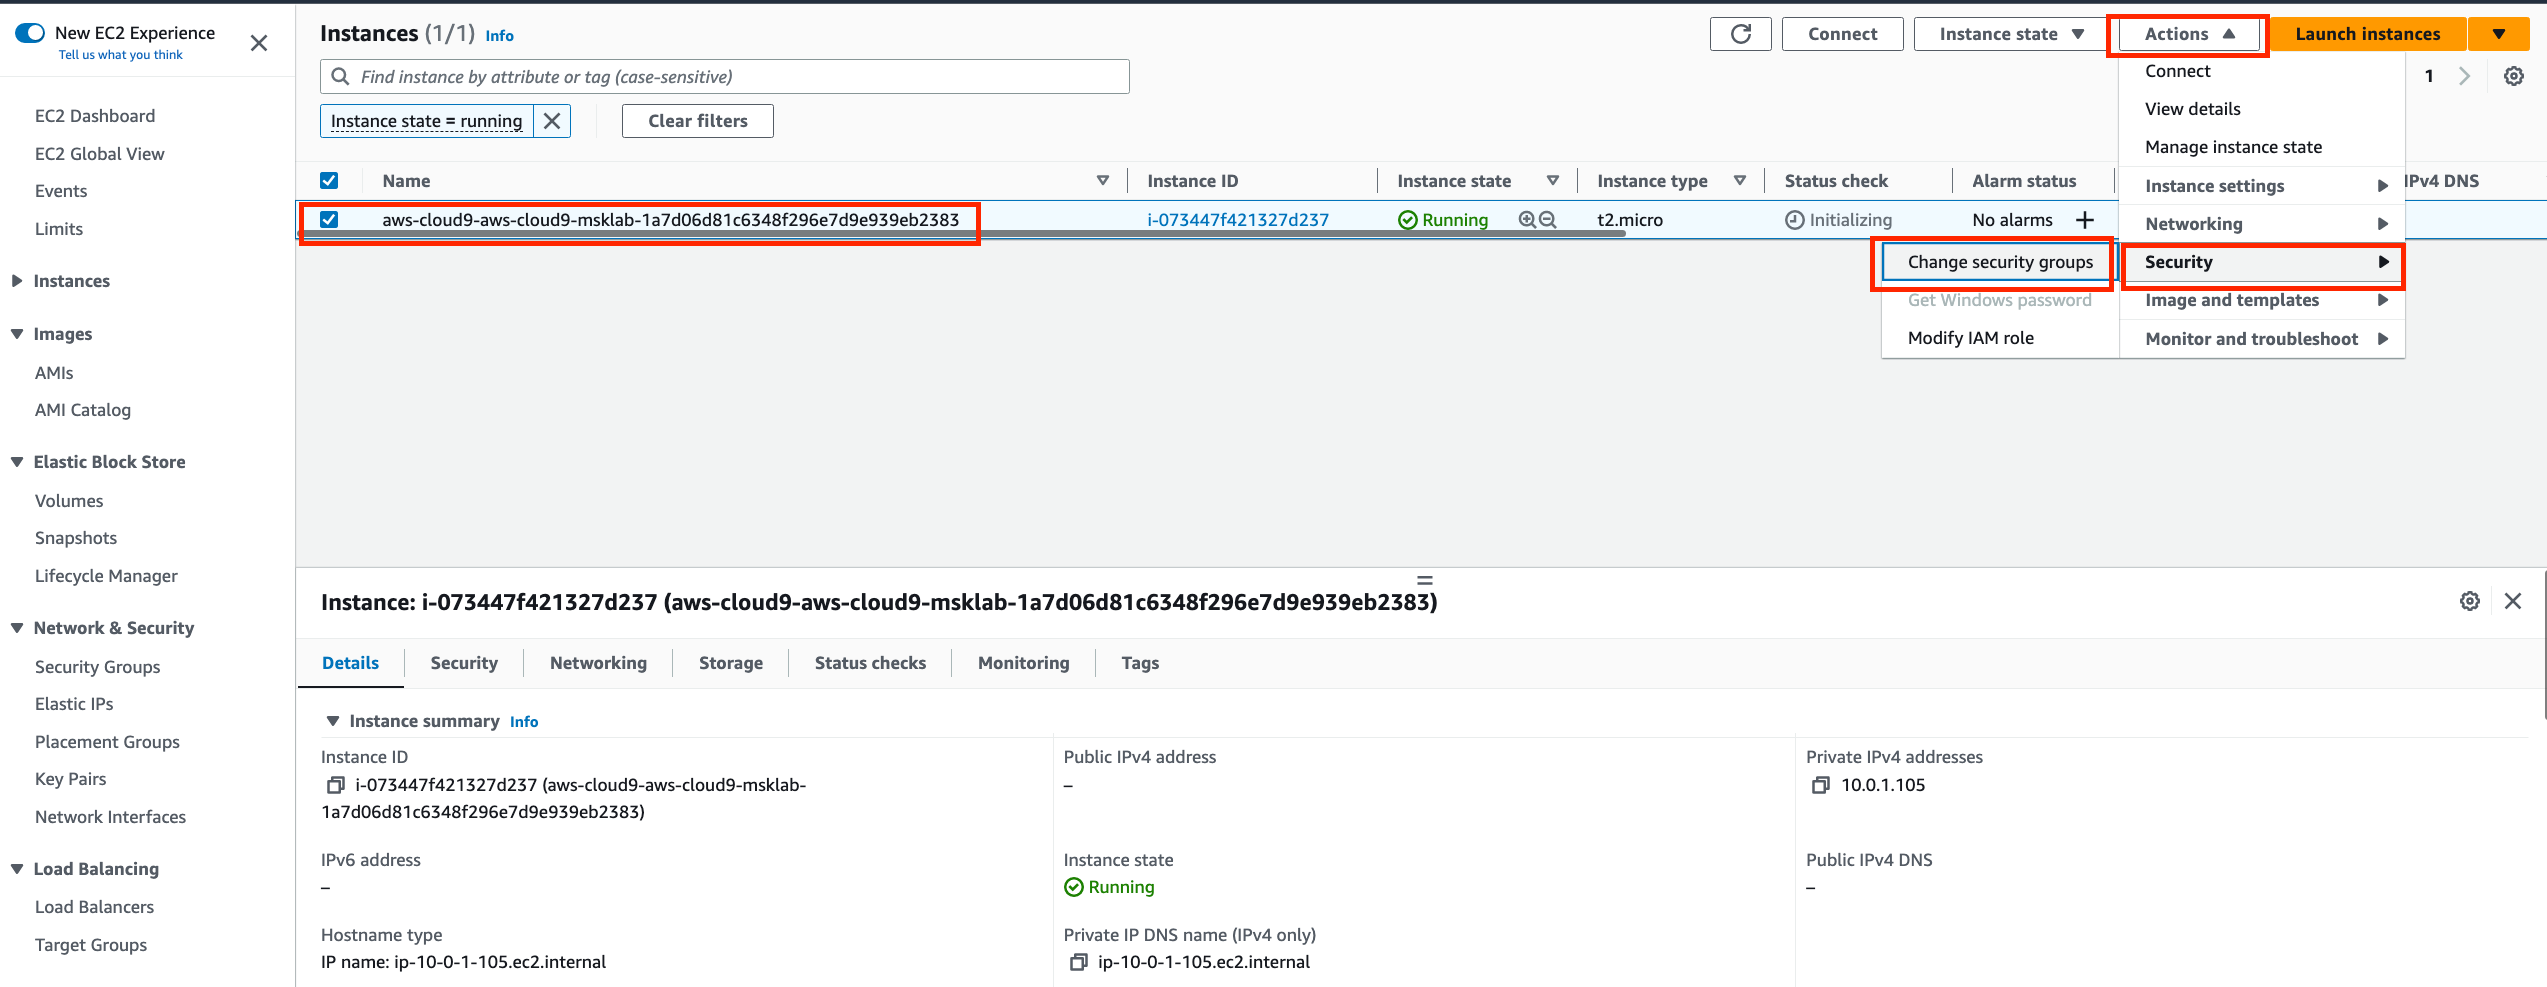 New EC2 Experience
Tell us what you think
EC2 Dashboard
EC2 Global View
Events
Limits
Instances
Images
AMIs
AMI Catalog
Elastic Block Store
Volumes
Snapshots
Lifecycle Manager
Network & Security
Security Groups
Elastic IPs
Placement Groups
Key Pairs
Network Interfaces
Load Balancing
Load Balancers
Target Groups
Instances (1/1) Info
Connect
Instance state
Actions
Launch instances
Find instance by attribute or tag (case-sensitive)
1
Instance state = running
Clear filters
Name Instance ID Instance state Instance type Status check Alarm status IPv4 DNS
aws-cloud9-aws-cloud9-msklab-1a7d06d81c6348f296e7d9e939eb2383 i-073447f421327d237 Running t2.micro Initializing No alarms
Connect
View details
Manage instance state
Instance settings
Networking
Security
Image and templates
Monitor and troubleshoot
Change security groups
Get Windows password
Modify IAM role
Instance: i-073447f421327d237 (aws-cloud9-aws-cloud9-msklab-1a7d06d81c6348f296e7d9e939eb2383)
Details Security Networking Storage Status checks Monitoring Tags
Instance summary Info
Instance ID
i-073447f421327d237 (aws-cloud9-aws-cloud9-msklab-
1a7d06d81c6348f296e7d9e939eb2383)
Public IPv4 address
–
Private IPv4 addresses
10.0.1.105
IPv6 address
–
Instance state
Running
Public IPv4 DNS
–
Hostname type
IP name: ip-10-0-1-105.ec2.internal
Private IP DNS name (IPv4 only)
ip-10-0-1-105.ec2.internal